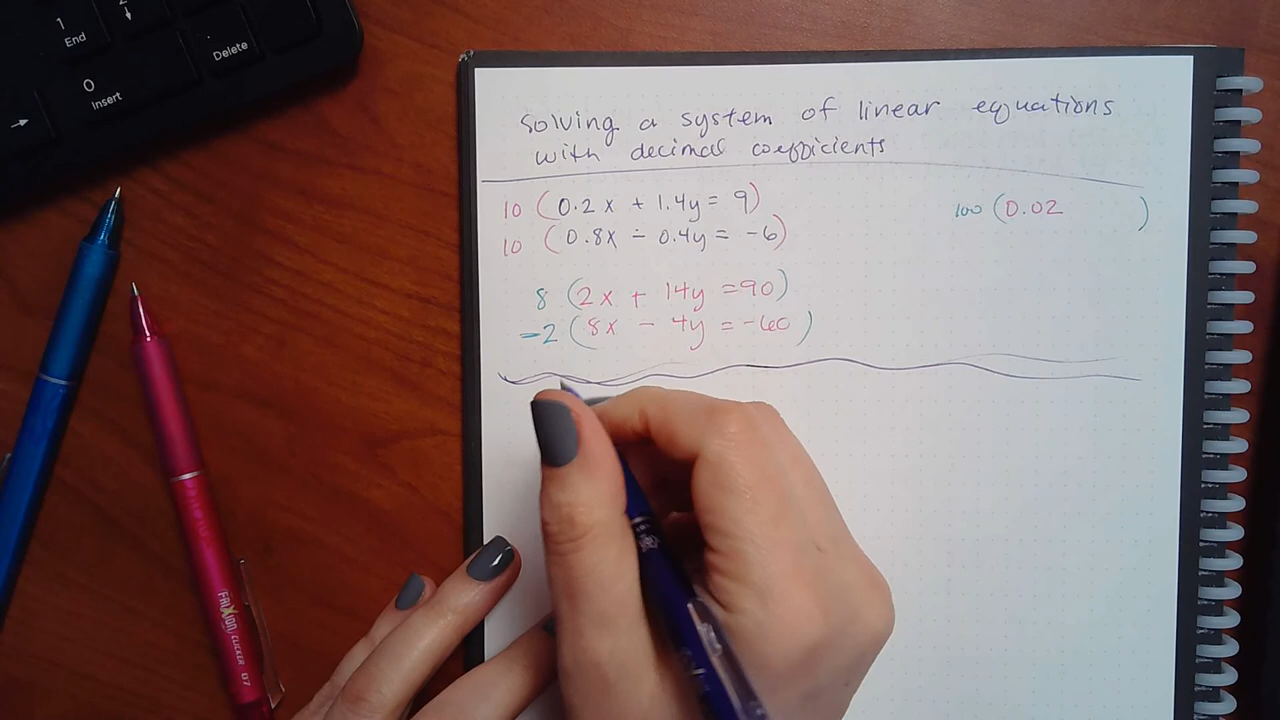 1
End
↓
Delete
0
Insert
→
Solving a system of linear equations
with decimal coefficients
10 (0.2x + 1.4y = 9)
10 (0.8x - 0.4y = -6)
100 (0.02 )
8 (2x + 14y = 90)
-2 (8x - 4y = -60)
FRIXION CLICKER 07